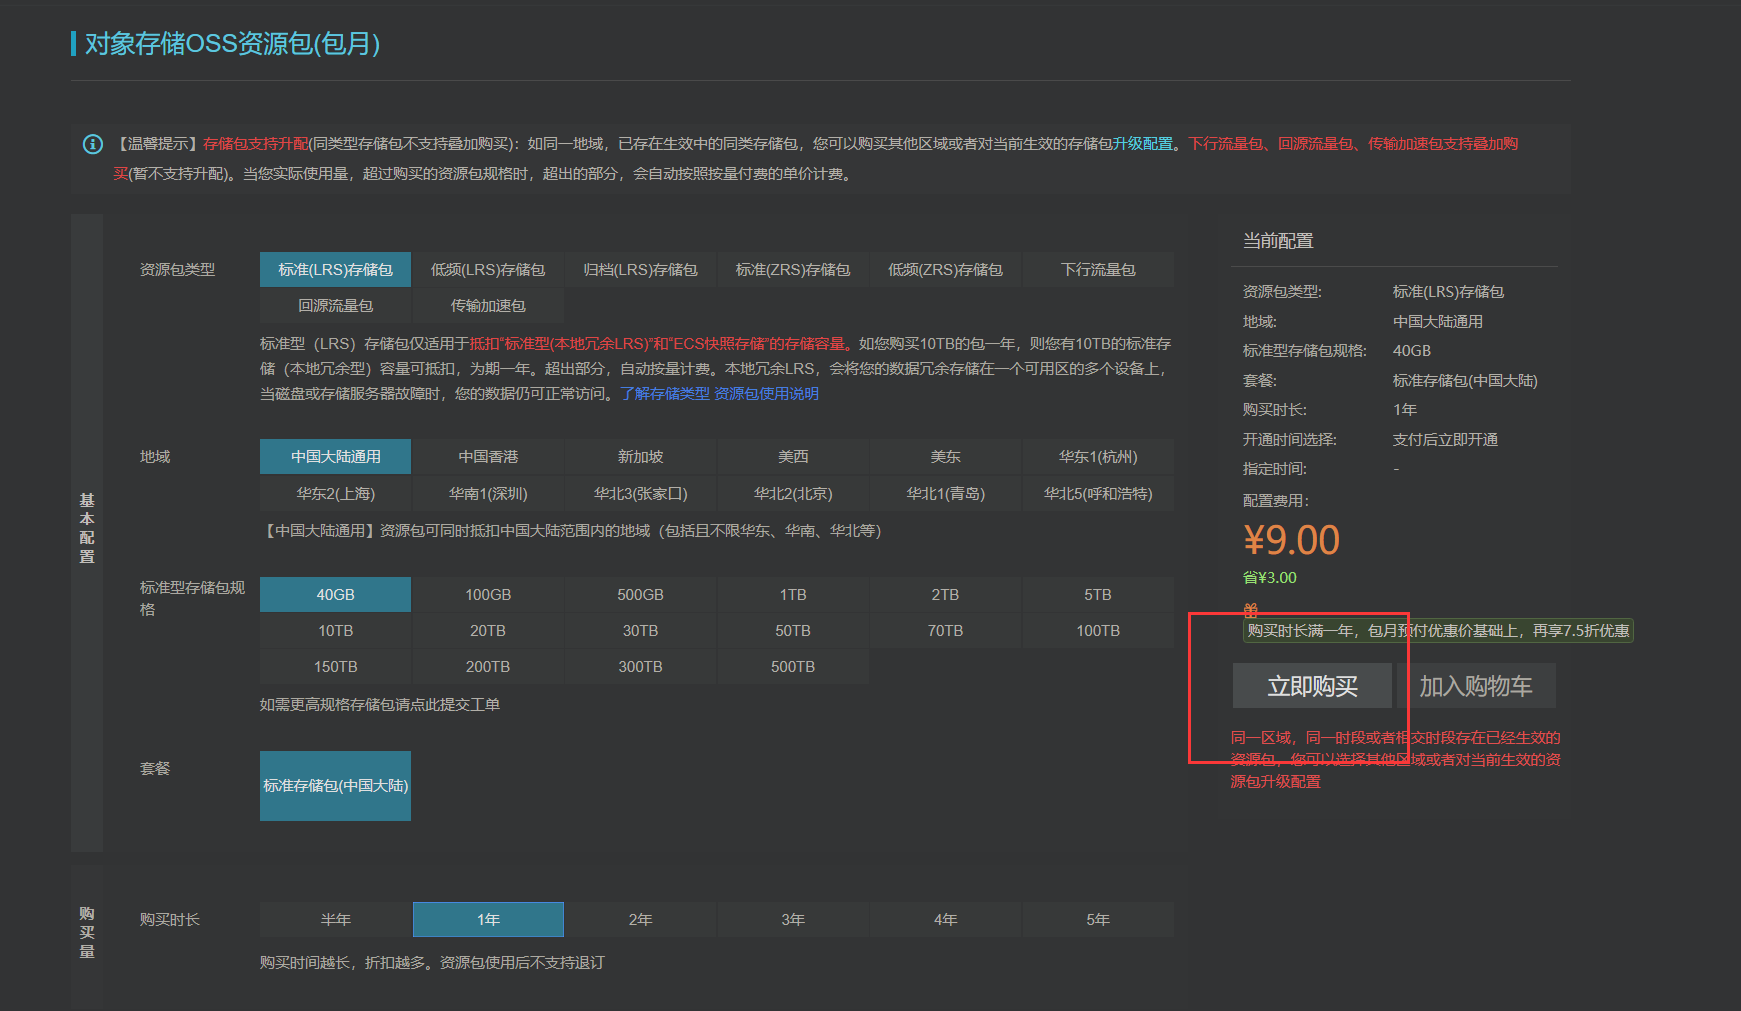 对象存储OSS资源包(包月)
【温馨提示】存储包支持升配(同类型存储包不支持叠加购买)：如同一地域，已存在生效中的同类存储包，您可以购买其他区域或者对当前生效的存储包升级配置。下行流量包、回源流量包、传输加速包支持叠加购
买(暂不支持升配)。当您实际使用量，超过购买的资源包规格时，超出的部分，会自动按照按量付费的单价计费。
基本配置
资源包类型
标准(LRS)存储包 低频(LRS)存储包 归档(LRS)存储包 标准(ZRS)存储包 低频(ZRS)存储包 下行流量包
回源流量包 传输加速包
标准型（LRS）存储包仅适用于抵扣“标准型(本地冗余LRS)”和“ECS快照存储”的存储容量。如您购买10TB的包一年，则您有10TB的标准存
储（本地冗余型）容量可抵扣，为期一年。超出部分，自动按量计费。本地冗余LRS，会将您的数据冗余存储在一个可用区的多个设备上，
当磁盘或存储服务器故障时，您的数据仍可正常访问。了解存储类型 资源包使用说明
地域
中国大陆通用 中国香港 新加坡 美西 美东 华东1(杭州)
华东2(上海) 华南1(深圳) 华北3(张家口) 华北2(北京) 华北1(青岛) 华北5(呼和浩特)
【中国大陆通用】资源包可同时抵扣中国大陆范围内的地域（包括且不限华东、华南、华北等）
标准型存储包规
格
40GB 100GB 500GB 1TB 2TB 5TB
10TB 20TB 30TB 50TB 70TB 100TB
150TB 200TB 300TB 500TB
如需更高规格存储包请点此提交工单
套餐
标准存储包(中国大陆)
购买量
购买时长
半年 1年 2年 3年 4年 5年
购买时间越长，折扣越多。资源包使用后不支持退订
当前配置
资源包类型: 标准(LRS)存储包
地域: 中国大陆通用
标准型存储包规格: 40GB
套餐: 标准存储包(中国大陆)
购买时长: 1年
开通时间选择: 支付后立即开通
指定时间: -
配置费用:
¥9.00
省¥3.00
购买时长满一年，包月预付优惠价基础上，再享7.5折优惠
立即购买 加入购物车
同一区域，同一时段或者相交时段存在已经生效的
资源包，您可以选择其他区域或者对当前生效的资
源包升级配置